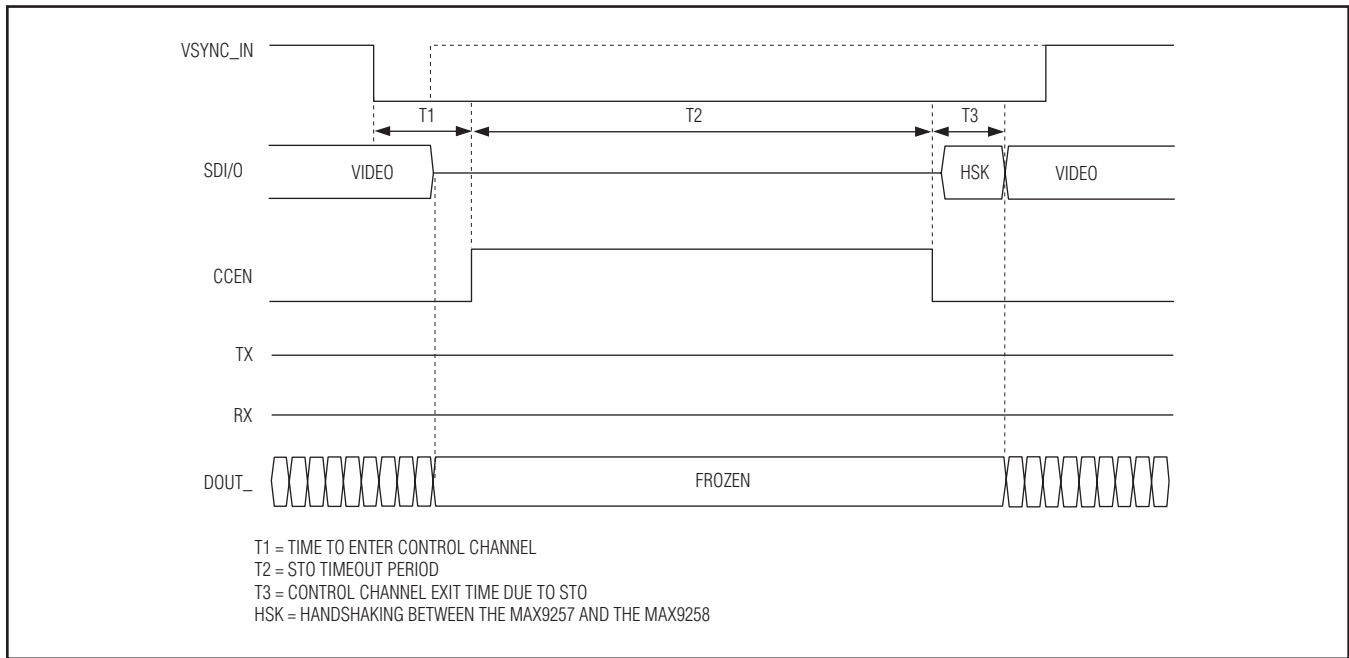 VSYNC_IN
T1 T2 T3
SDI/O VIDEO HSK VIDEO
CCEN
TX
RX
DOUT_ FROZEN
T1 = TIME TO ENTER CONTROL CHANNEL
T2 = STO TIMEOUT PERIOD
T3 = CONTROL CHANNEL EXIT TIME DUE TO STO
HSK = HANDSHAKING BETWEEN THE MAX9257 AND THE MAX9258